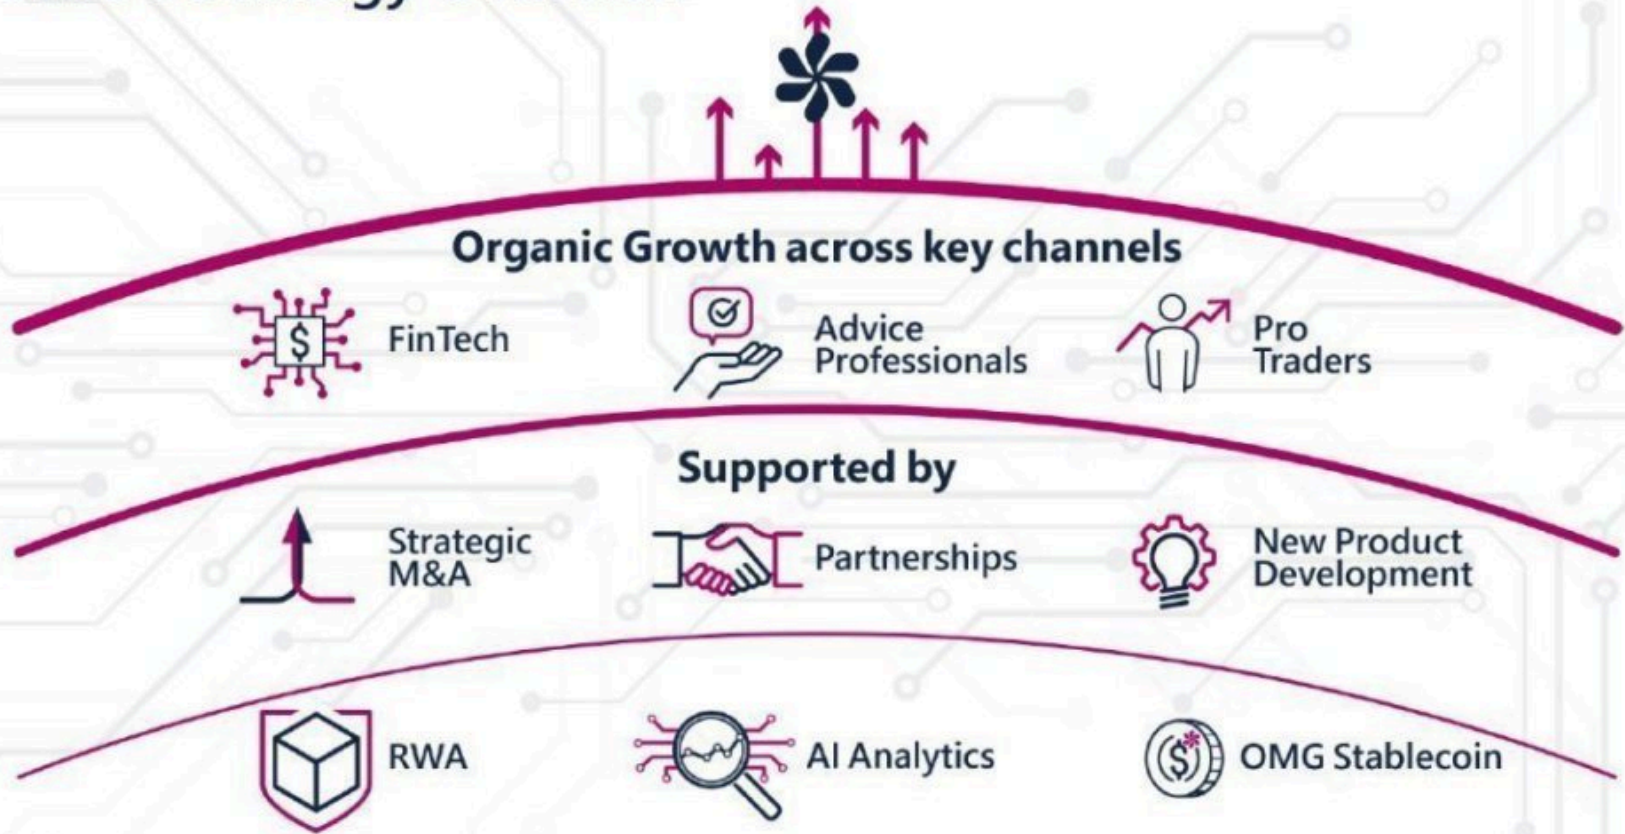 Organic Growth across key channels
FinTech
Advice
Professionals
Pro
Traders
Supported by
Strategic
M&A
Partnerships
New Product
Development
RWA
AI Analytics
OMG Stablecoin